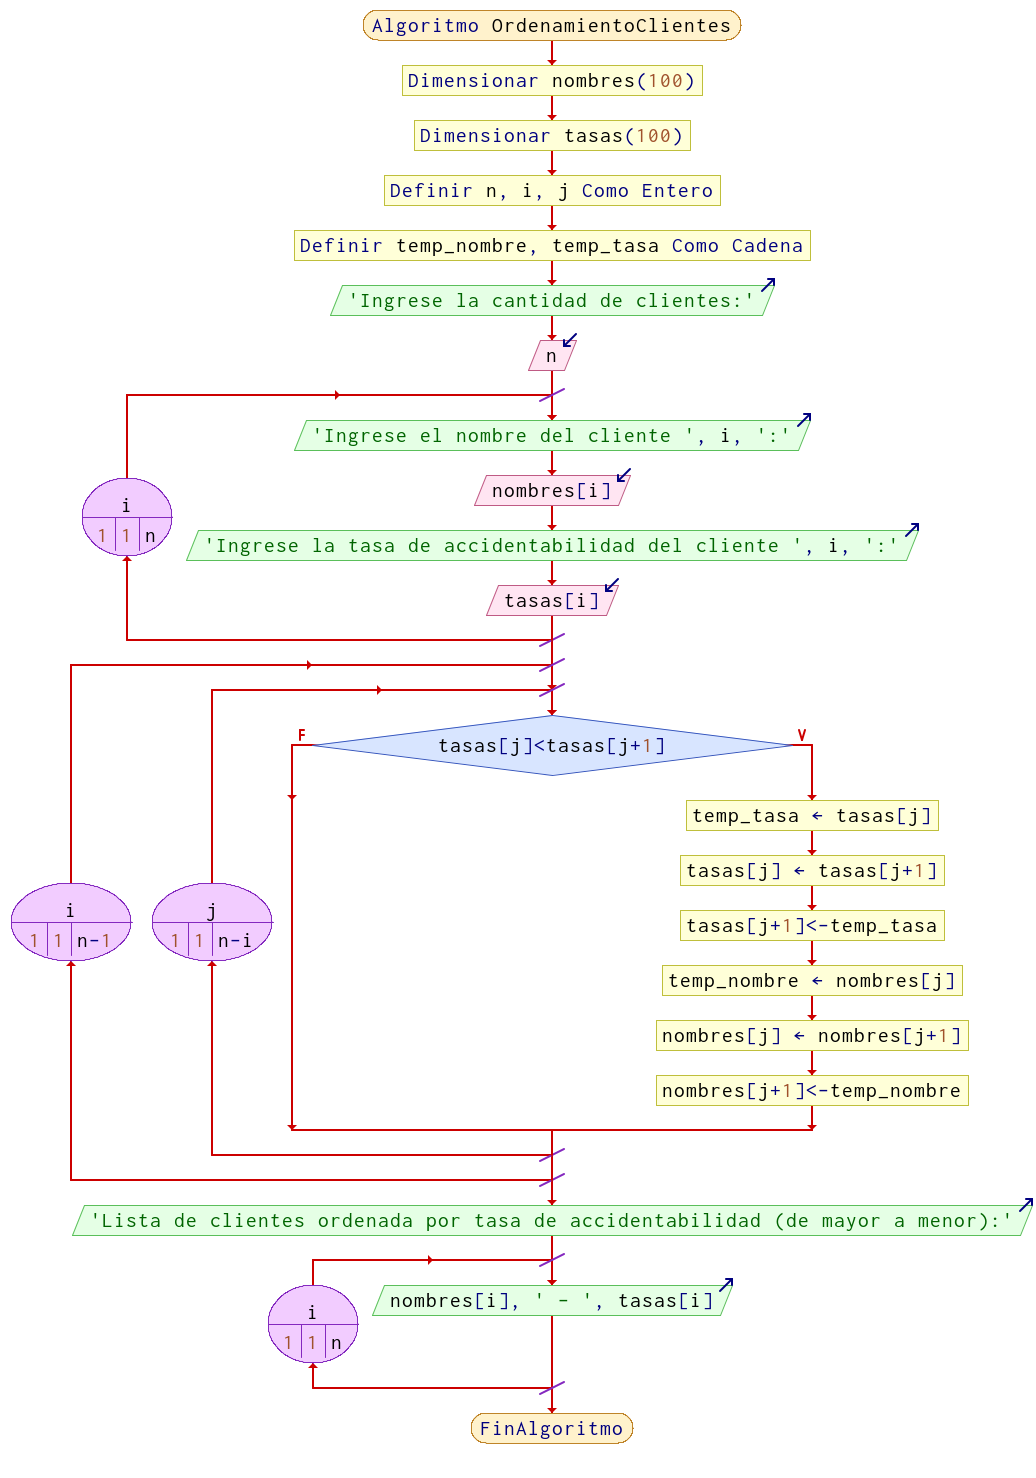 Algoritmo OrdenamientoClientes
Dimensionar nombres(100)
Dimensionar tasas(100)
Definir n, i, j Como Entero
Definir temp_nombre, temp_tasa Como Cadena
'Ingrese la cantidad de clientes:'
n
'Ingrese el nombre del cliente ', i, ':'
nombres[i]
i
1 1 n
'Ingrese la tasa de accidentabilidad del cliente ', i, ':'
tasas[i]
F
V
tasas[j]<tasas[j+1]
temp_tasa ← tasas[j]
tasas[j] ← tasas[j+1]
i
1 1 n-1
j
1 1 n-i
tasas[j+1]<-temp_tasa
temp_nombre ← nombres[j]
nombres[j] ← nombres[j+1]
nombres[j+1]<-temp_nombre
'Lista de clientes ordenada por tasa de accidentabilidad (de mayor a menor):'
nombres[i], ' - ', tasas[i]
i
1 1 n
FinAlgoritmo